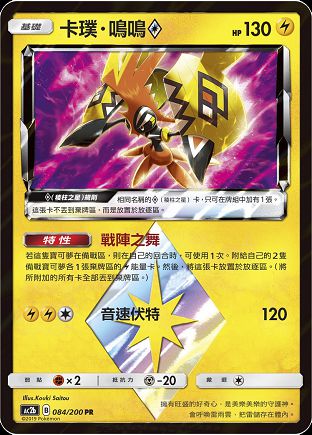 基礎 卡璞・鳴鳴◇ HP 130
◇(稜柱之星)規則 相同名稱的◇卡,只可在牌組中加有1張。
這張卡不丟到棄牌區,而是放置於放逐區。
特性 戰陣之舞
若這隻寶可夢在備戰區,則在自己的回合時,可使用1次。附給自己的2隻
備戰寶可夢各1張棄牌區的能量卡。然後,將這張卡放置於放逐區。(將
所附加的所有卡全部丟到棄牌區。)
音速伏特 120
弱點 ×2 抵抗力 -20 撤退
Illus.Kouki Saitou
擁有旺盛的好奇心,是美樂美樂的守護神。
會呼喚雷雨雲,把雷儲存在體內。
AC2b B 084/200 PR
©2019 Pokémon